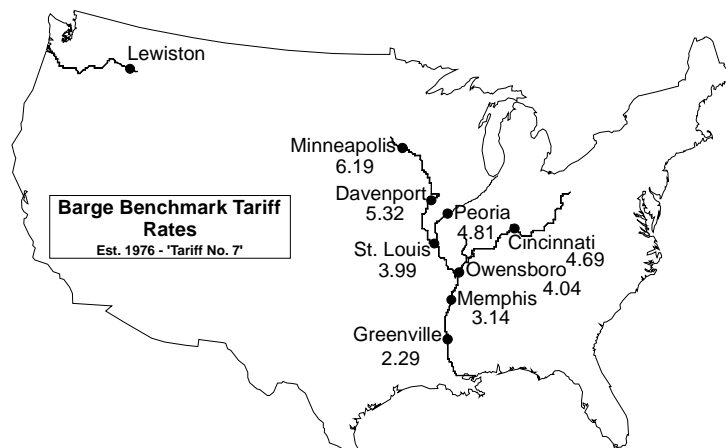 Lewiston
Minneapolis
6.19
Davenport
5.32
Barge Benchmark Tariff
Rates
Est. 1976 - 'Tariff No. 7'
Peoria
4.81
St. Louis
3.99
Cincinnati
4.69
Owensboro
4.04
Memphis
3.14
Greenville
2.29